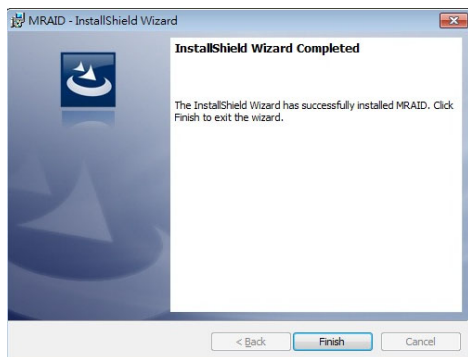 MRAID - InstallShield Wizard
InstallShield Wizard Completed
The InstallShield Wizard has successfully installed MRAID. Click
Finish to exit the wizard.
< Back
Finish
Cancel